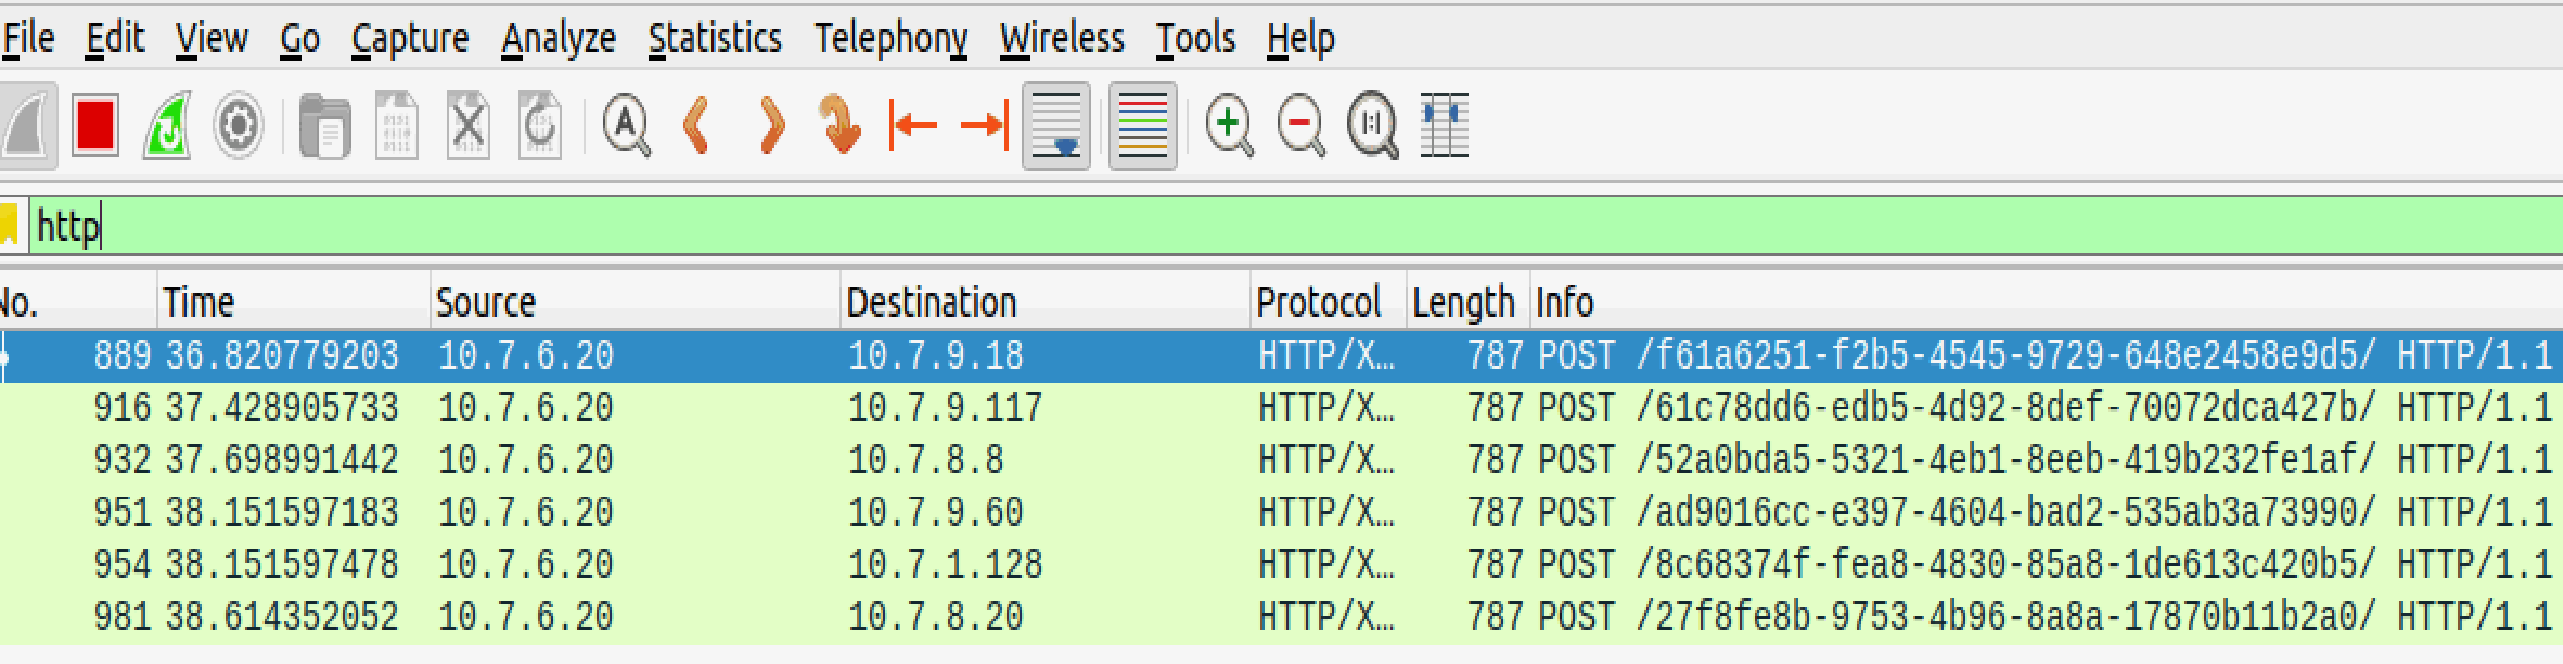 File Edit View Go Capture Analyze Statistics Telephony Wireless Tools Help
http
No. Time Source Destination Protocol Length Info
889 36.820779203 10.7.6.20 10.7.9.18 HTTP/X… 787 POST /f61a6251-f2b5-4545-9729-648e2458e9d5/ HTTP/1.1
916 37.428905733 10.7.6.20 10.7.9.117 HTTP/X… 787 POST /61c78dd6-edb5-4d92-8def-70072dca427b/ HTTP/1.1
932 37.698991442 10.7.6.20 10.7.8.8 HTTP/X… 787 POST /52a0bda5-5321-4eb1-8eeb-419b232fe1af/ HTTP/1.1
951 38.151597183 10.7.6.20 10.7.9.60 HTTP/X… 787 POST /ad9016cc-e397-4604-bad2-535ab3a73990/ HTTP/1.1
954 38.151597478 10.7.6.20 10.7.1.128 HTTP/X… 787 POST /8c68374f-fea8-4830-85a8-1de613c420b5/ HTTP/1.1
981 38.614352052 10.7.6.20 10.7.8.20 HTTP/X… 787 POST /27f8fe8b-9753-4b96-8a8a-17870b11b2a0/ HTTP/1.1